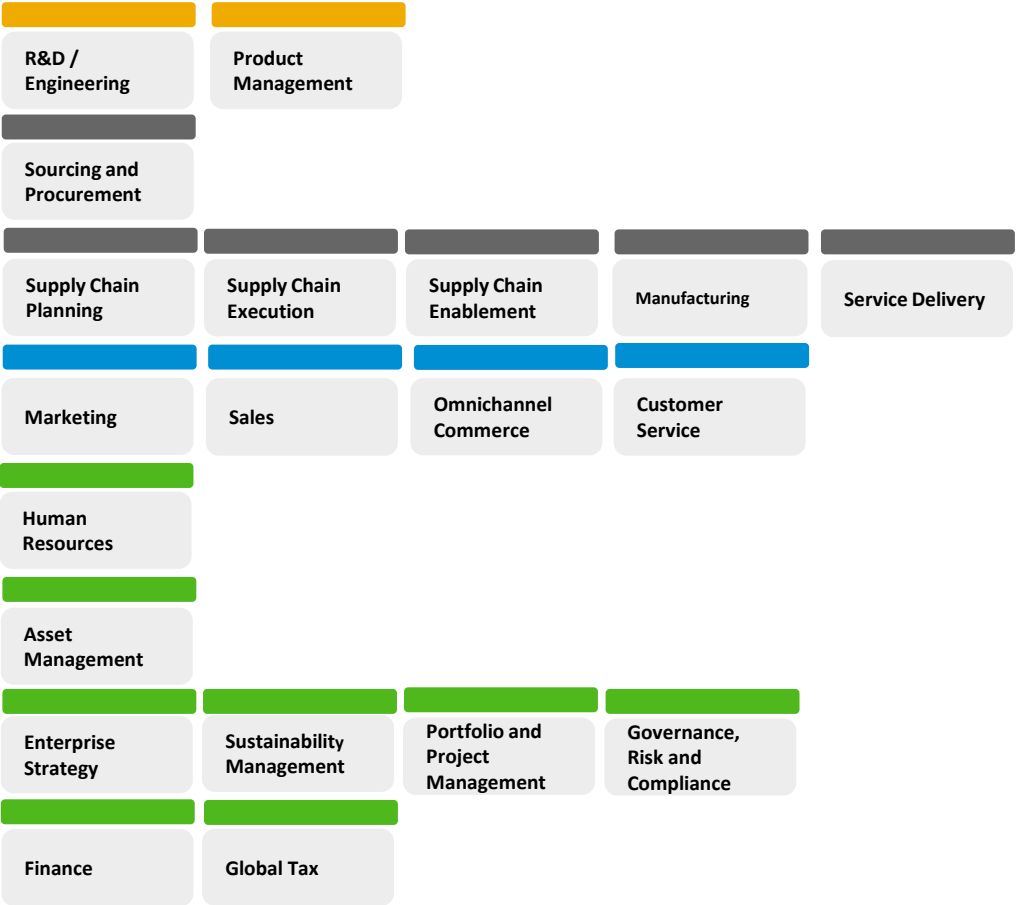 R&D /
Engineering
Product
Management
Sourcing and
Procurement
Supply Chain
Planning
Supply Chain
Execution
Supply Chain
Enablement
Manufacturing
Service Delivery
Marketing
Sales
Omnichannel
Commerce
Customer
Service
Human
Resources
Asset
Management
Enterprise
Strategy
Sustainability
Management
Portfolio and
Project
Management
Governance,
Risk and
Compliance
Finance
Global Tax